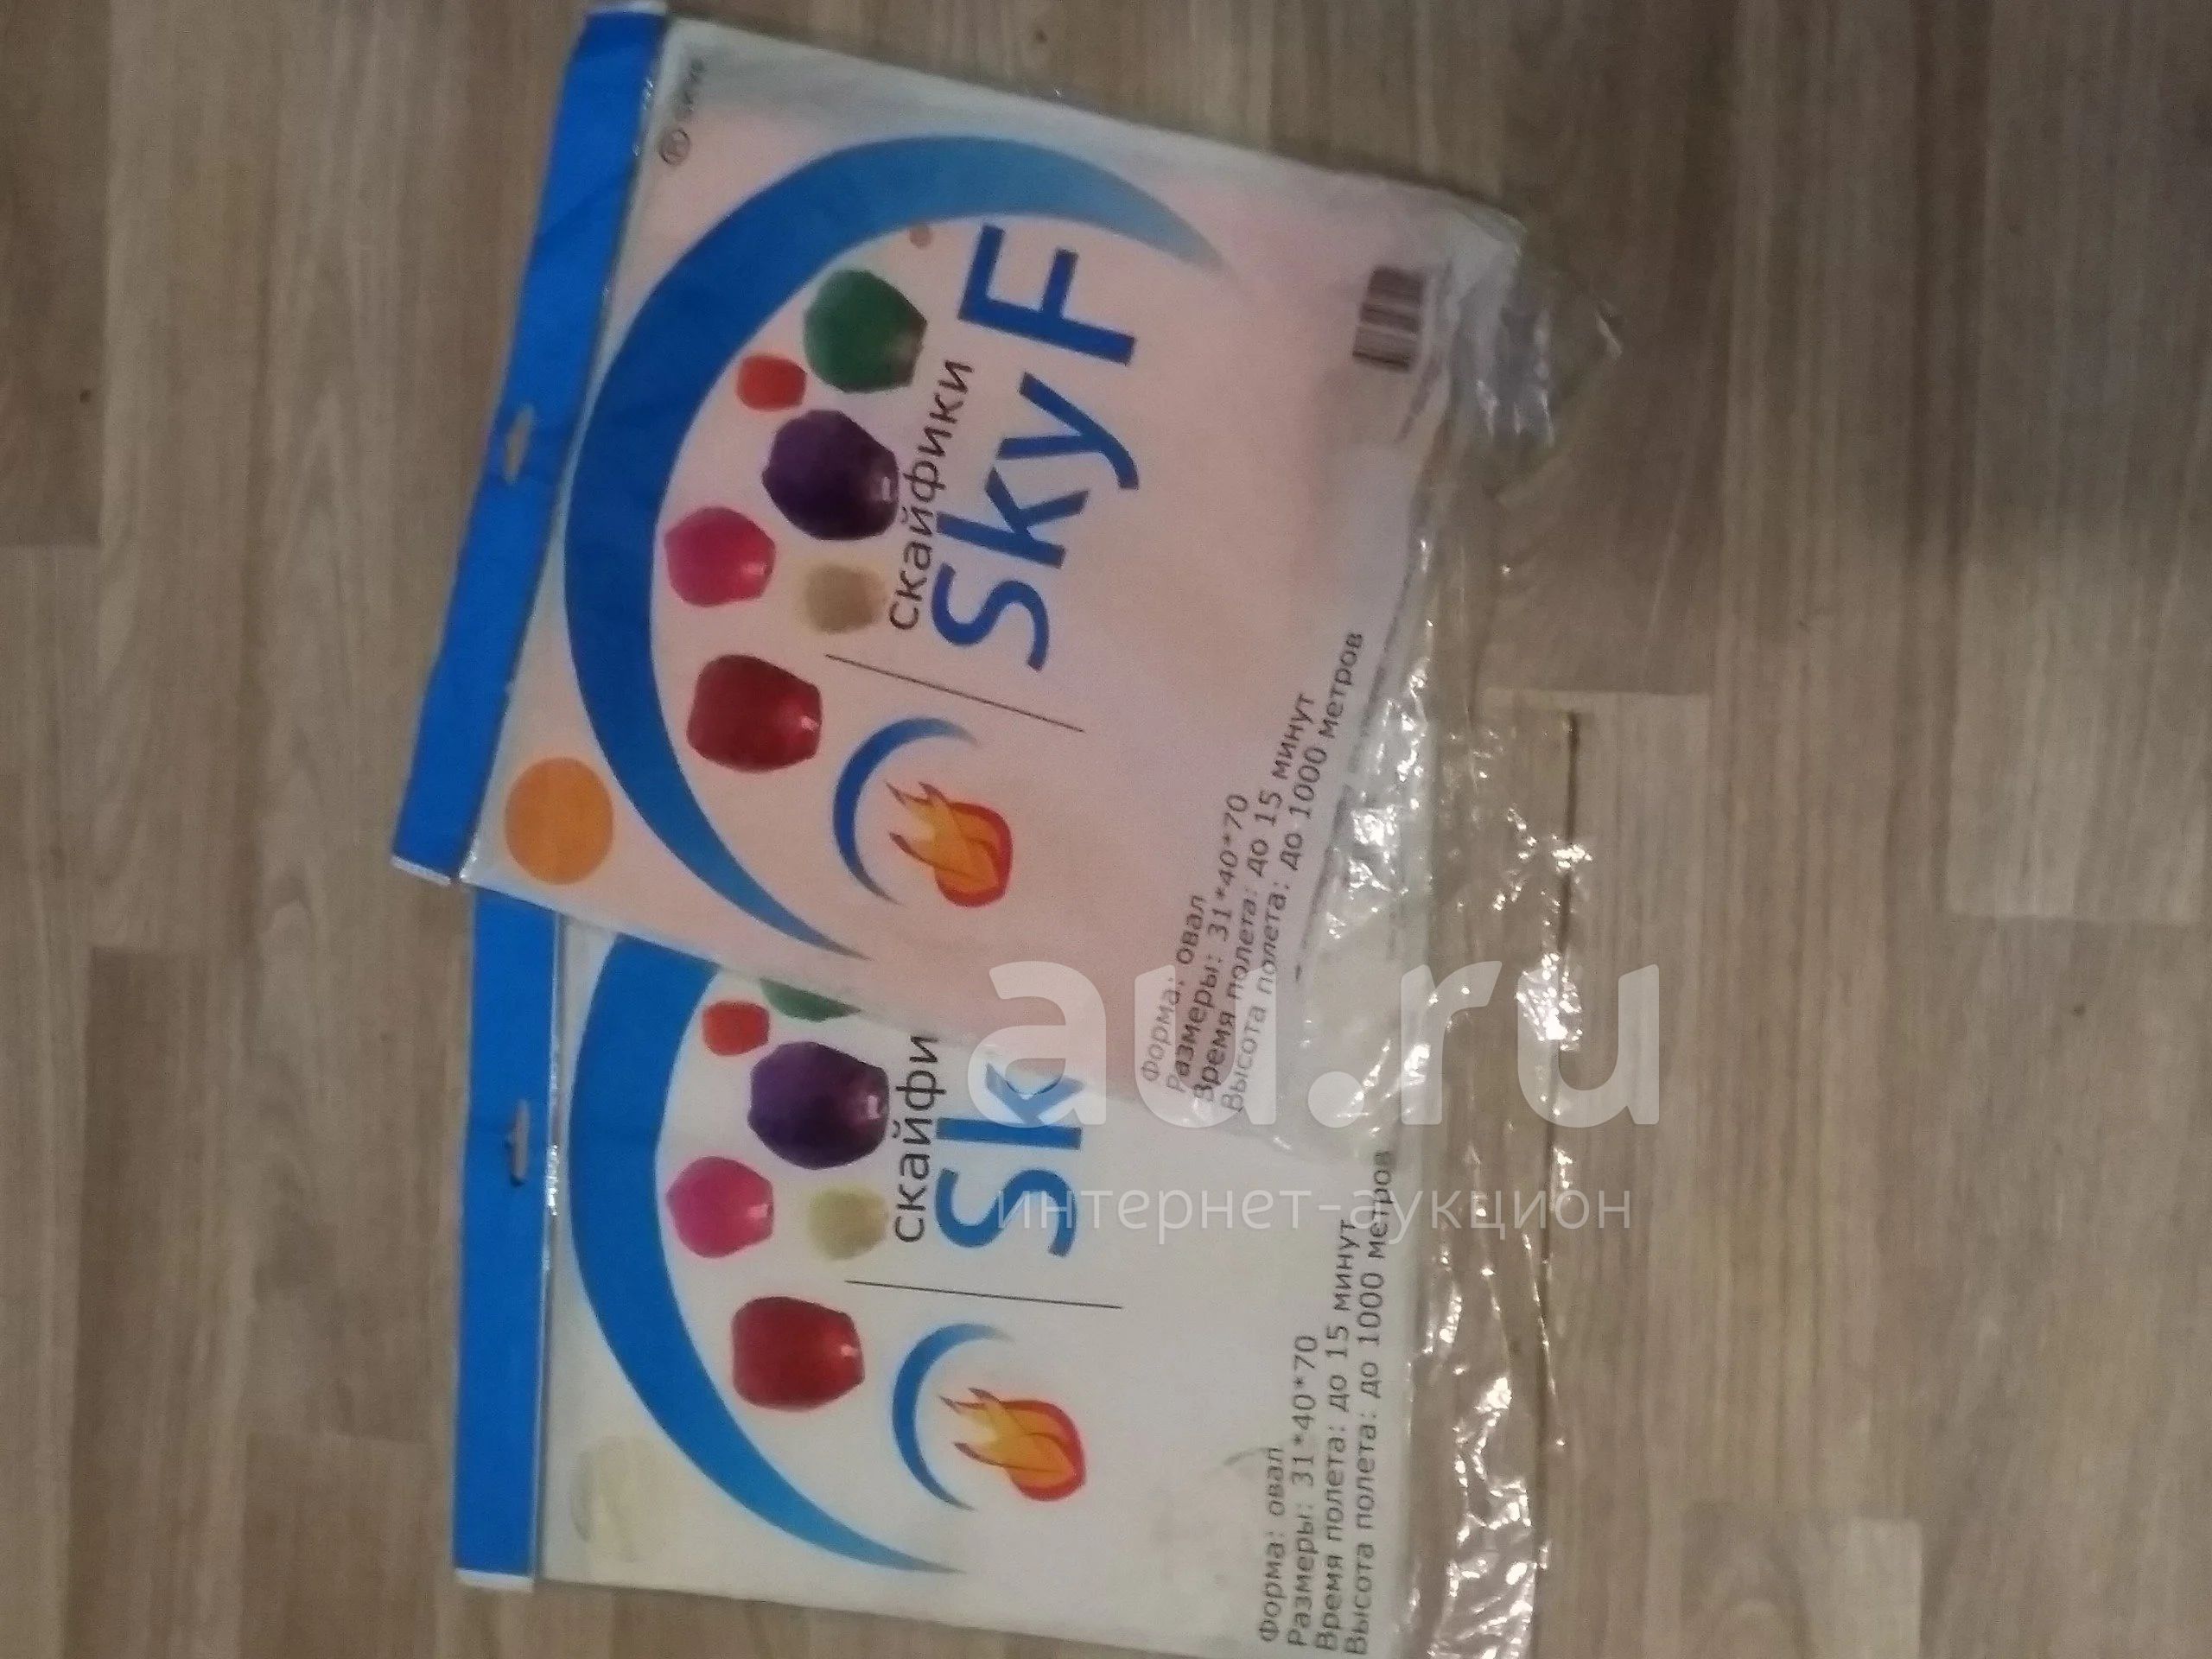 скайфики
SkyF
Форма: овал
Размеры: 31*40*70
Время полета: до 15 минут
Высота полета: до 1000 метров
скайфи
Sk
Форма: овал
Размеры: 31*40*70
Время полета: до 15 минут
Высота полета: до 1000 метров
au.ru
интернет-аукцион